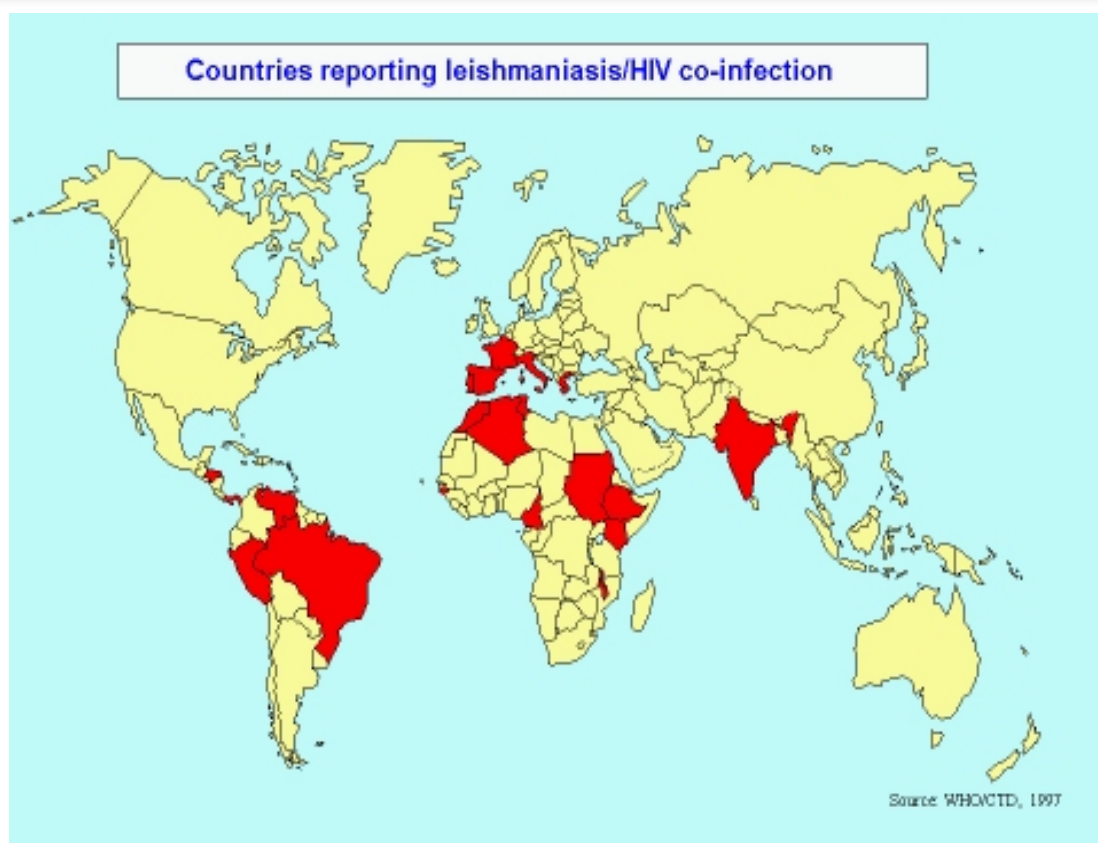 Countries reporting leishmaniasis/HIV co-infection
Source: WHO/CTD, 1997